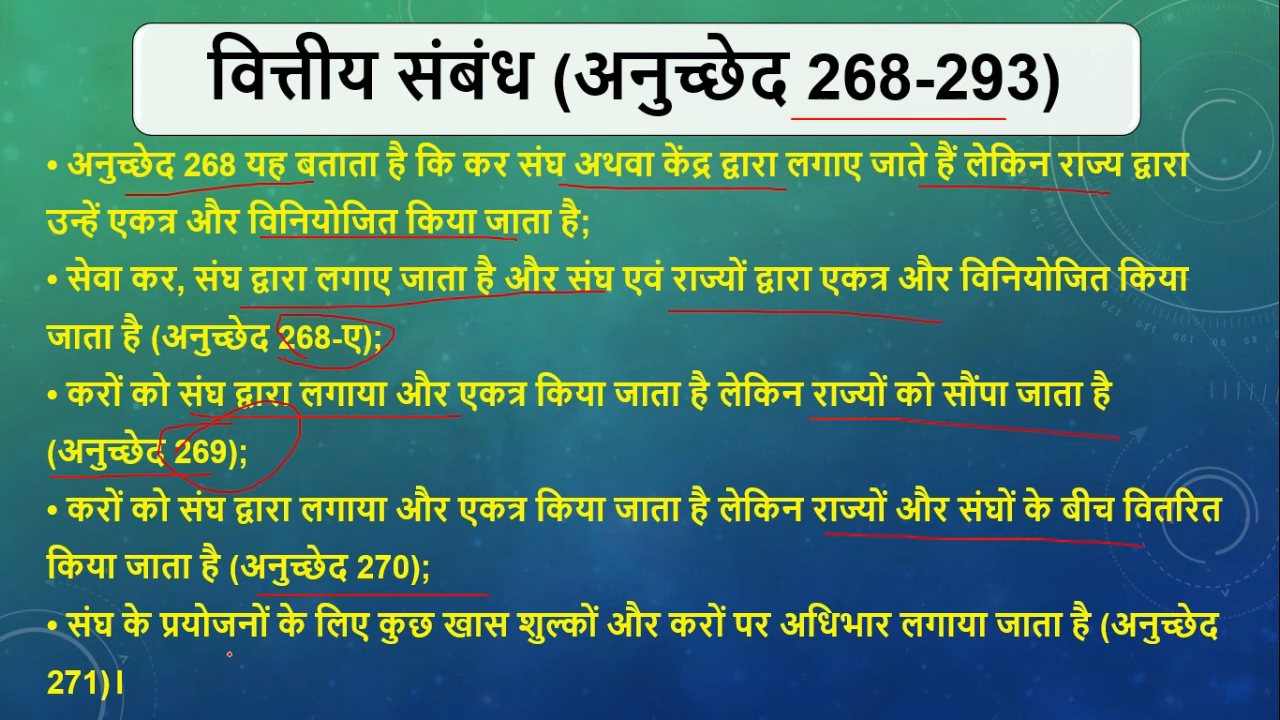 वित्तीय संबंध (अनुच्छेद 268-293)
• अनुच्छेद 268 यह बताता है कि कर संघ अथवा केंद्र द्वारा लगाए जाते हैं लेकिन राज्य द्वारा
उन्हें एकत्र और विनियोजित किया जाता है;
• सेवा कर, संघ द्वारा लगाए जाता है और संघ एवं राज्यों द्वारा एकत्र और विनियोजित किया
जाता है (अनुच्छेद 268-ए);
• करों को संघ द्वारा लगाया और एकत्र किया जाता है लेकिन राज्यों को सौंपा जाता है
(अनुच्छेद 269);
• करों को संघ द्वारा लगाया और एकत्र किया जाता है लेकिन राज्यों और संघों के बीच वितरित
किया जाता है (अनुच्छेद 270);
• संघ के प्रयोजनों के लिए कुछ खास शुल्कों और करों पर अधिभार लगाया जाता है (अनुच्छेद
271)।